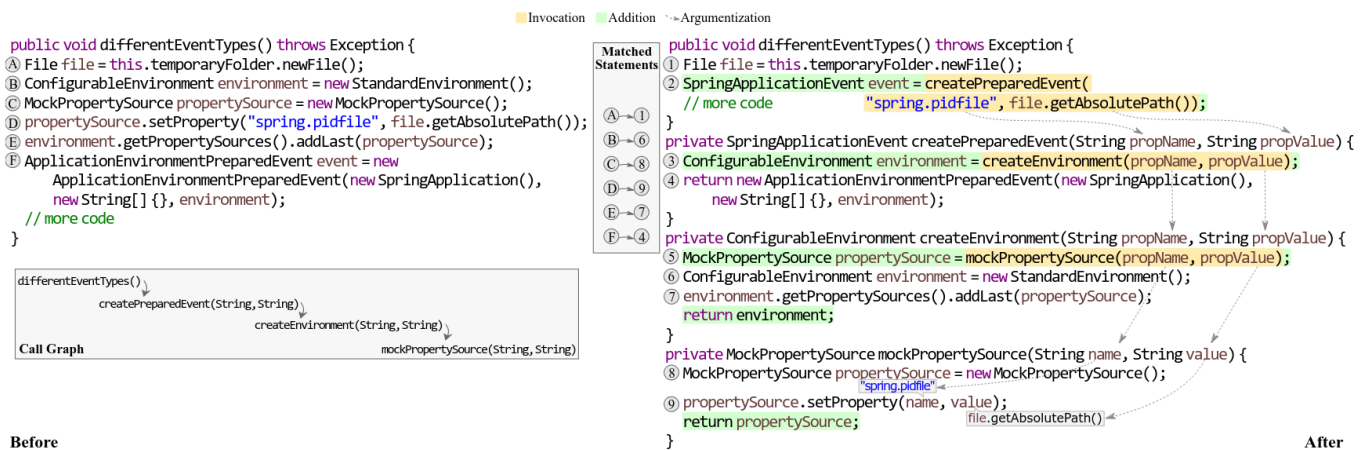 Invocation Addition Argumentization
public void differentEventTypes() throws Exception {
A File file = this.temporaryFolder.newFile();
B ConfigurableEnvironment environment = new StandardEnvironment();
C MockPropertySource propertySource = new MockPropertySource();
D propertySource.setProperty("spring.pidfile", file.getAbsolutePath());
E environment.getPropertySources().addLast(propertySource);
F ApplicationEnvironmentPreparedEvent event = new
ApplicationEnvironmentPreparedEvent(new SpringApplication(),
new String[] {}, environment);
// more code
}
differentEventTypes()
createPreparedEvent(String,String)
createEnvironment(String,String)
mockPropertySource(String,String)
Call Graph
Before
Matched
Statements
A 1
B 6
C 8
D 9
E 7
F 4
public void differentEventTypes() throws Exception {
1 File file = this.temporaryFolder.newFile();
2 SpringApplicationEvent event = createPreparedEvent(
// more code "spring.pidfile", file.getAbsolutePath());
}
private SpringApplicationEvent createPreparedEvent(String propName, String propValue) {
3 ConfigurableEnvironment environment = createEnvironment(propName, propValue);
4 return new ApplicationEnvironmentPreparedEvent(new SpringApplication(),
new String[] {}, environment);
}
private ConfigurableEnvironment createEnvironment(String propName, String propValue) {
5 MockPropertySource propertySource = mockPropertySource(propName, propValue);
6 ConfigurableEnvironment environment = new StandardEnvironment();
7 environment.getPropertySources().addLast(propertySource);
return environment;
}
private MockPropertySource mockPropertySource(String name, String value) {
8 MockPropertySource propertySource = new MockPropertySource();
"spring.pidfile"
9 propertySource.setProperty(name, value);
file.getAbsolutePath()
return propertySource;
}
After